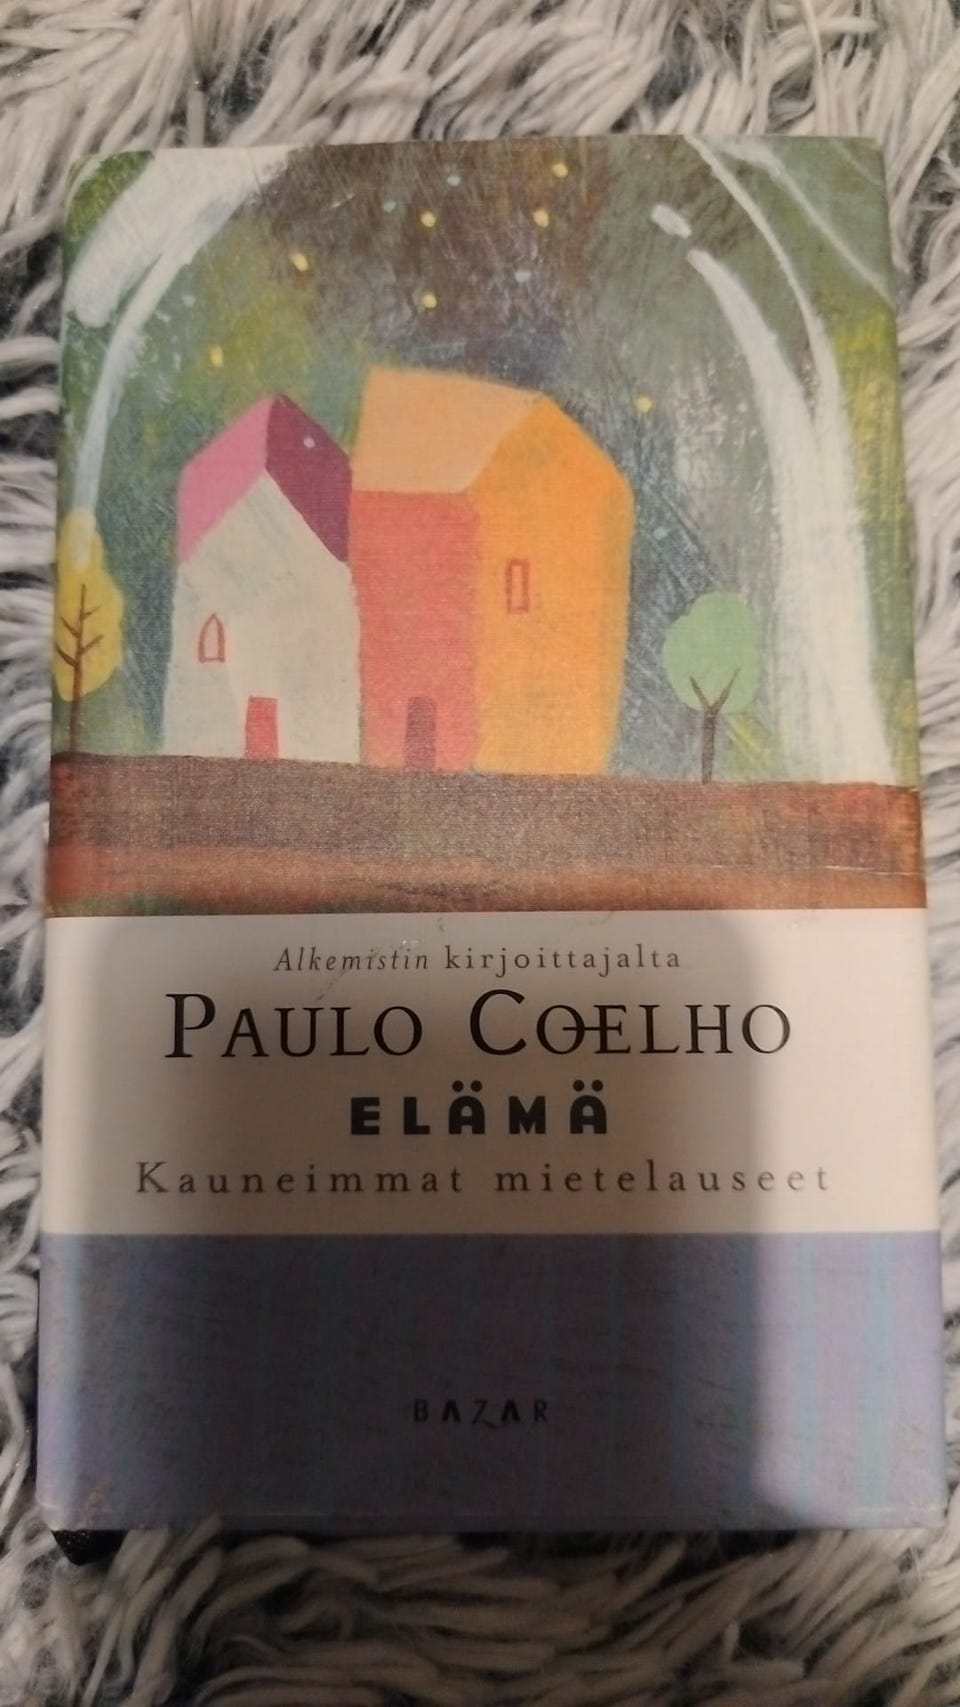 Alkemistin kirjoittajalta
PAULO COELHO
ELÄMÄ
Kauneimmat mietelauseet
BAZAR